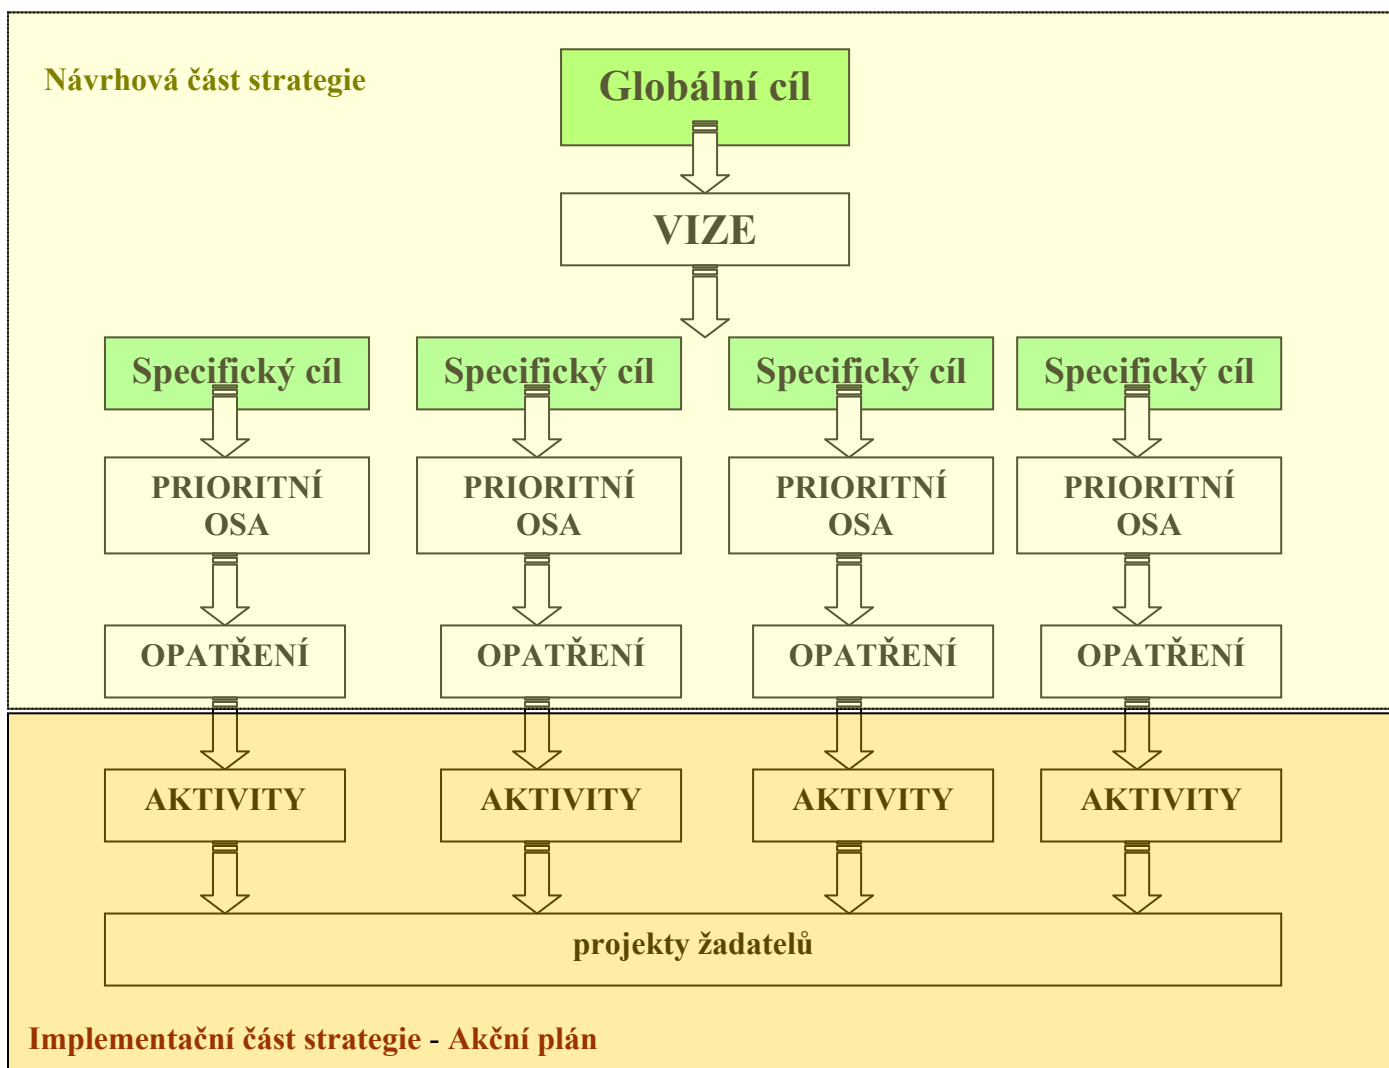 Návrhová část strategie
Globální cíl
VIZE
Specifický cíl
Specifický cíl
Specifický cíl
Specifický cíl
PRIORITNÍ
OSA
PRIORITNÍ
OSA
PRIORITNÍ
OSA
PRIORITNÍ
OSA
OPATŘENÍ
OPATŘENÍ
OPATŘENÍ
OPATŘENÍ
AKTIVITY
AKTIVITY
AKTIVITY
AKTIVITY
projekty žadatelů
Implementační část strategie - Akční plán